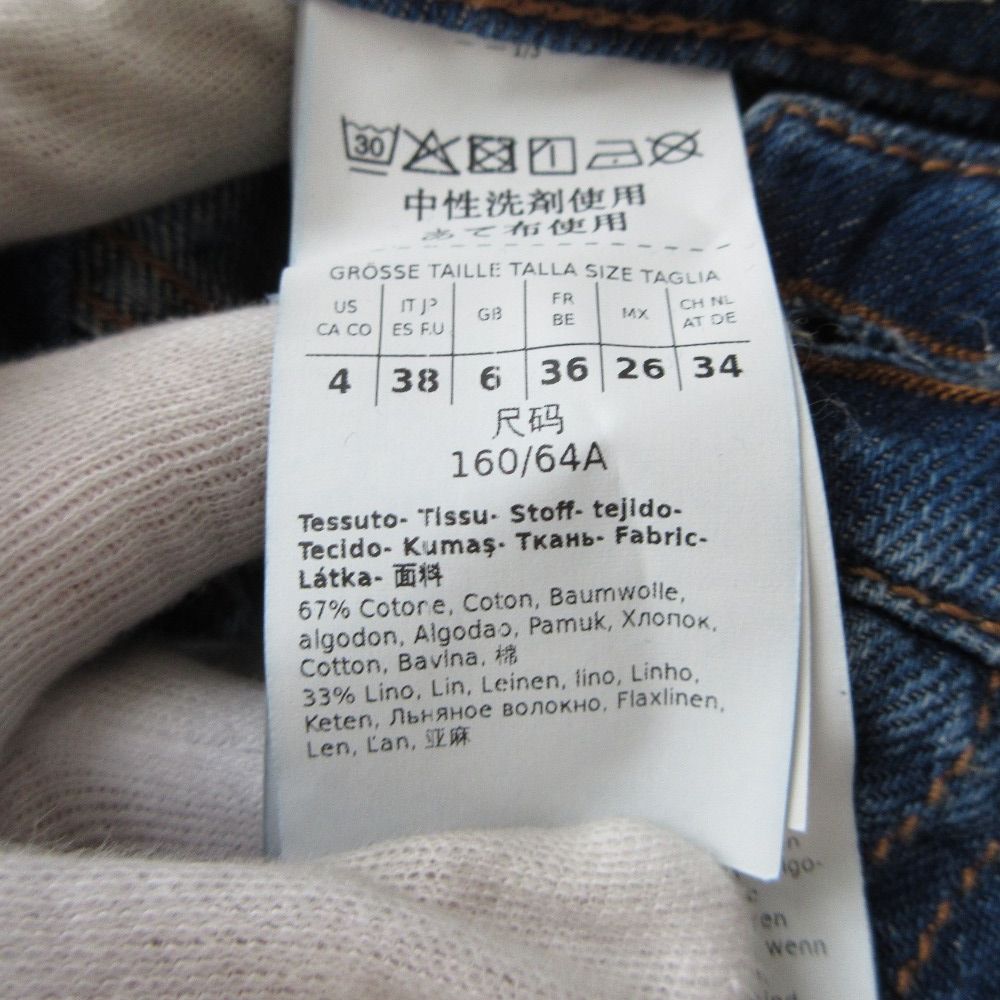 1/3
30
中性洗剤使用
あて布使用
GRÖSSE TAILLE TALLA SIZE TAGLIA
US IT JP GB FR MX CH NL
CA CO ES F.U BE AT DE
4 38 6 36 26 34
尺码
160/64A
Tessuto- Tissu- Stoff- tejido-
Tecido- Kumaş- Ткань- Fabric-
Látka- 面料
67% Cotone, Coton, Baumwolle,
algodon, Algodao, Pamuk, Хлопок,
Cotton, Bavlna, 棉
33% Lino, Lin, Leinen, lino, Linho,
Keten, Льняное волокно, Flaxlinen,
Len, Ľan, 亚麻
en
wenn